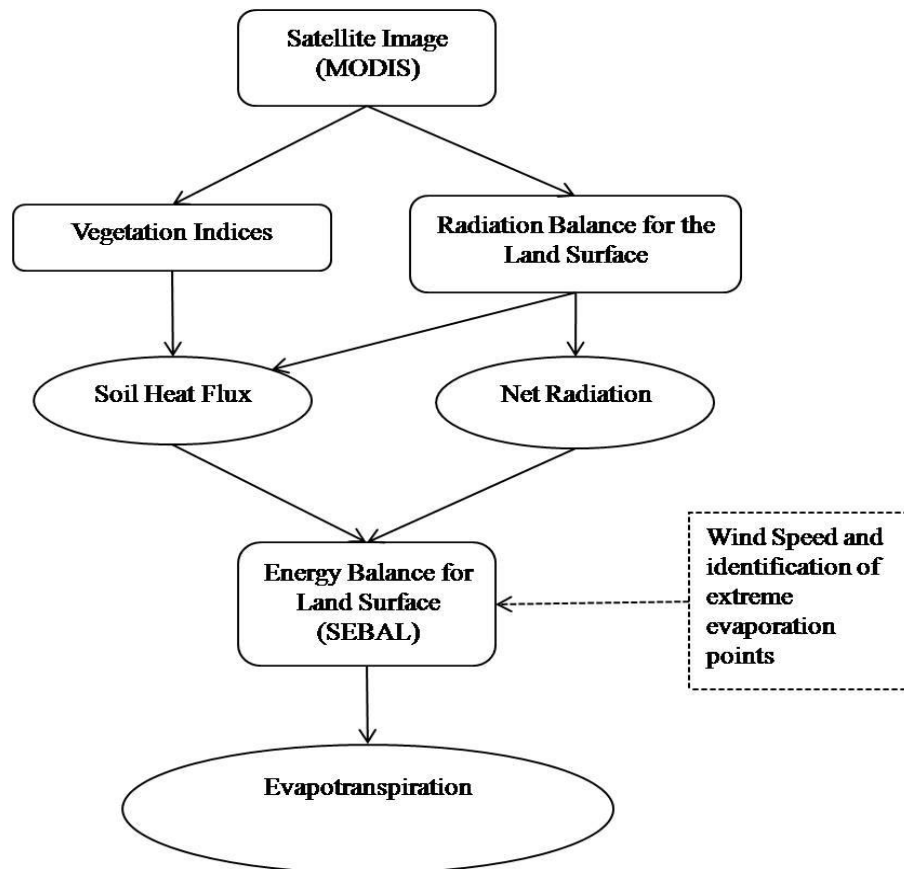 Satellite Image
(MODIS)
Vegetation Indices
Radiation Balance for the
Land Surface
Soil Heat Flux
Net Radiation
Energy Balance for
Land Surface
(SEBAL)
Wind Speed and
identification of
extreme
evaporation
points
Evapotranspiration